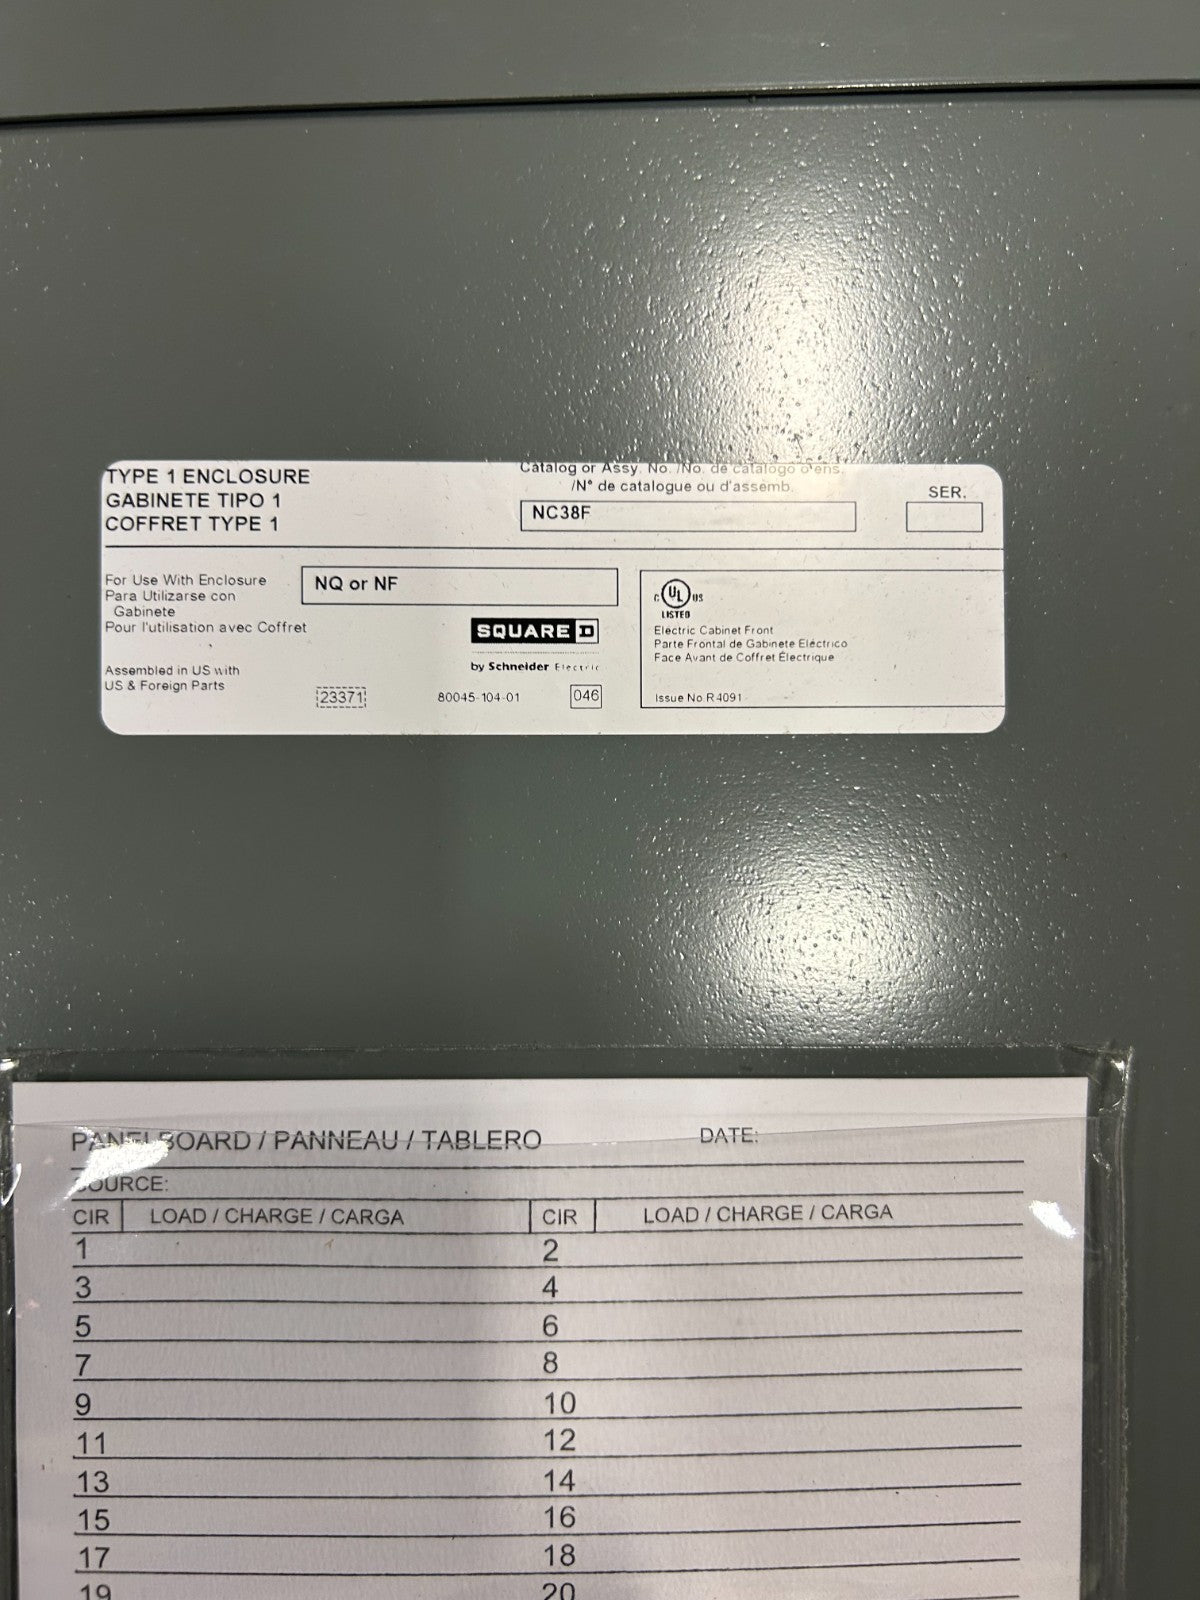 TYPE 1 ENCLOSURE
GABINETE TIPO 1
COFFRET TYPE 1
Catalog or Assy. No. /No. de catalogo o ens.
/N° de catalogue ou d'assemb.
NC38F
SER.
For Use With Enclosure
Para Utilizarse con
Gabinete
Pour l'utilisation avec Coffret
NQ or NF
SQUARE D
by Schneider Electric
Assembled in US with
US & Foreign Parts
23371
80045-104-01
046
C UL US
LISTED
Electric Cabinet Front
Parte Frontal de Gabinete Eléctrico
Face Avant de Coffret Électrique
Issue No R4091
PANELBOARD / PANNEAU / TABLERO DATE:
SOURCE:
CIR LOAD / CHARGE / CARGA CIR LOAD / CHARGE / CARGA
1 2
3 4
5 6
7 8
9 10
11 12
13 14
15 16
17 18
19 20